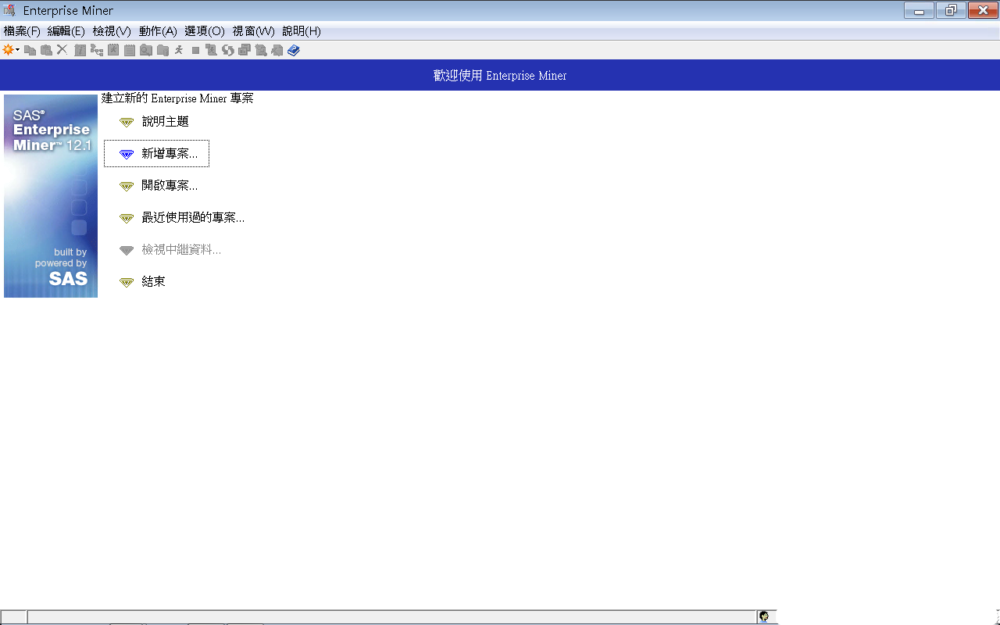 Enterprise Miner
檔案(F) 編輯(E) 檢視(V) 動作(A) 選項(O) 視窗(W) 說明(H)
歡迎使用 Enterprise Miner
建立新的 Enterprise Miner 專案
SAS®
Enterprise
Miner™ 12.1
built by
powered by
SAS
說明主題
新增專案...
開啟專案...
最近使用過的專案...
檢視中繼資料...
結束